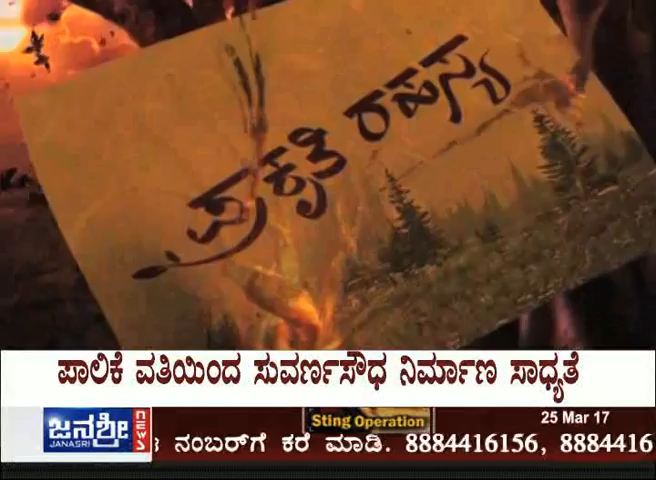 ಪ್ರಕೃತಿ ರಹಸ್ಯ
ಪಾಲಿಕೆ ವತಿಯಿಂದ ಸುವರ್ಣಸೌಧ ನಿರ್ಮಾಣ ಸಾಧ್ಯತೆ
Sting Operation
25 Mar 17
ಜನಶ್ರೀ
JANASRI
NEWS
ನಂಬರ್‌ಗೆ ಕರೆ ಮಾಡಿ. 8884416156, 8884416